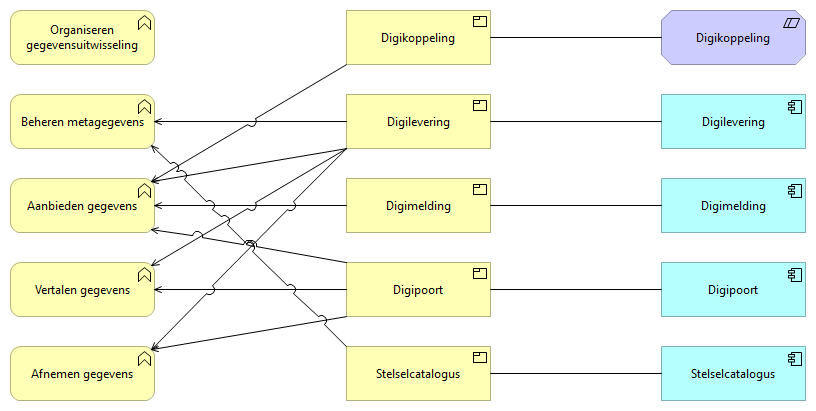 Organiseren
gegevensuitwisseling
Digikoppeling
Digikoppeling
Beheren metagegevens
Digilevering
Digilevering
Aanbieden gegevens
Digimelding
Digimelding
Vertalen gegevens
Digipoort
Digipoort
Afnemen gegevens
Stelselcatalogus
Stelselcatalogus